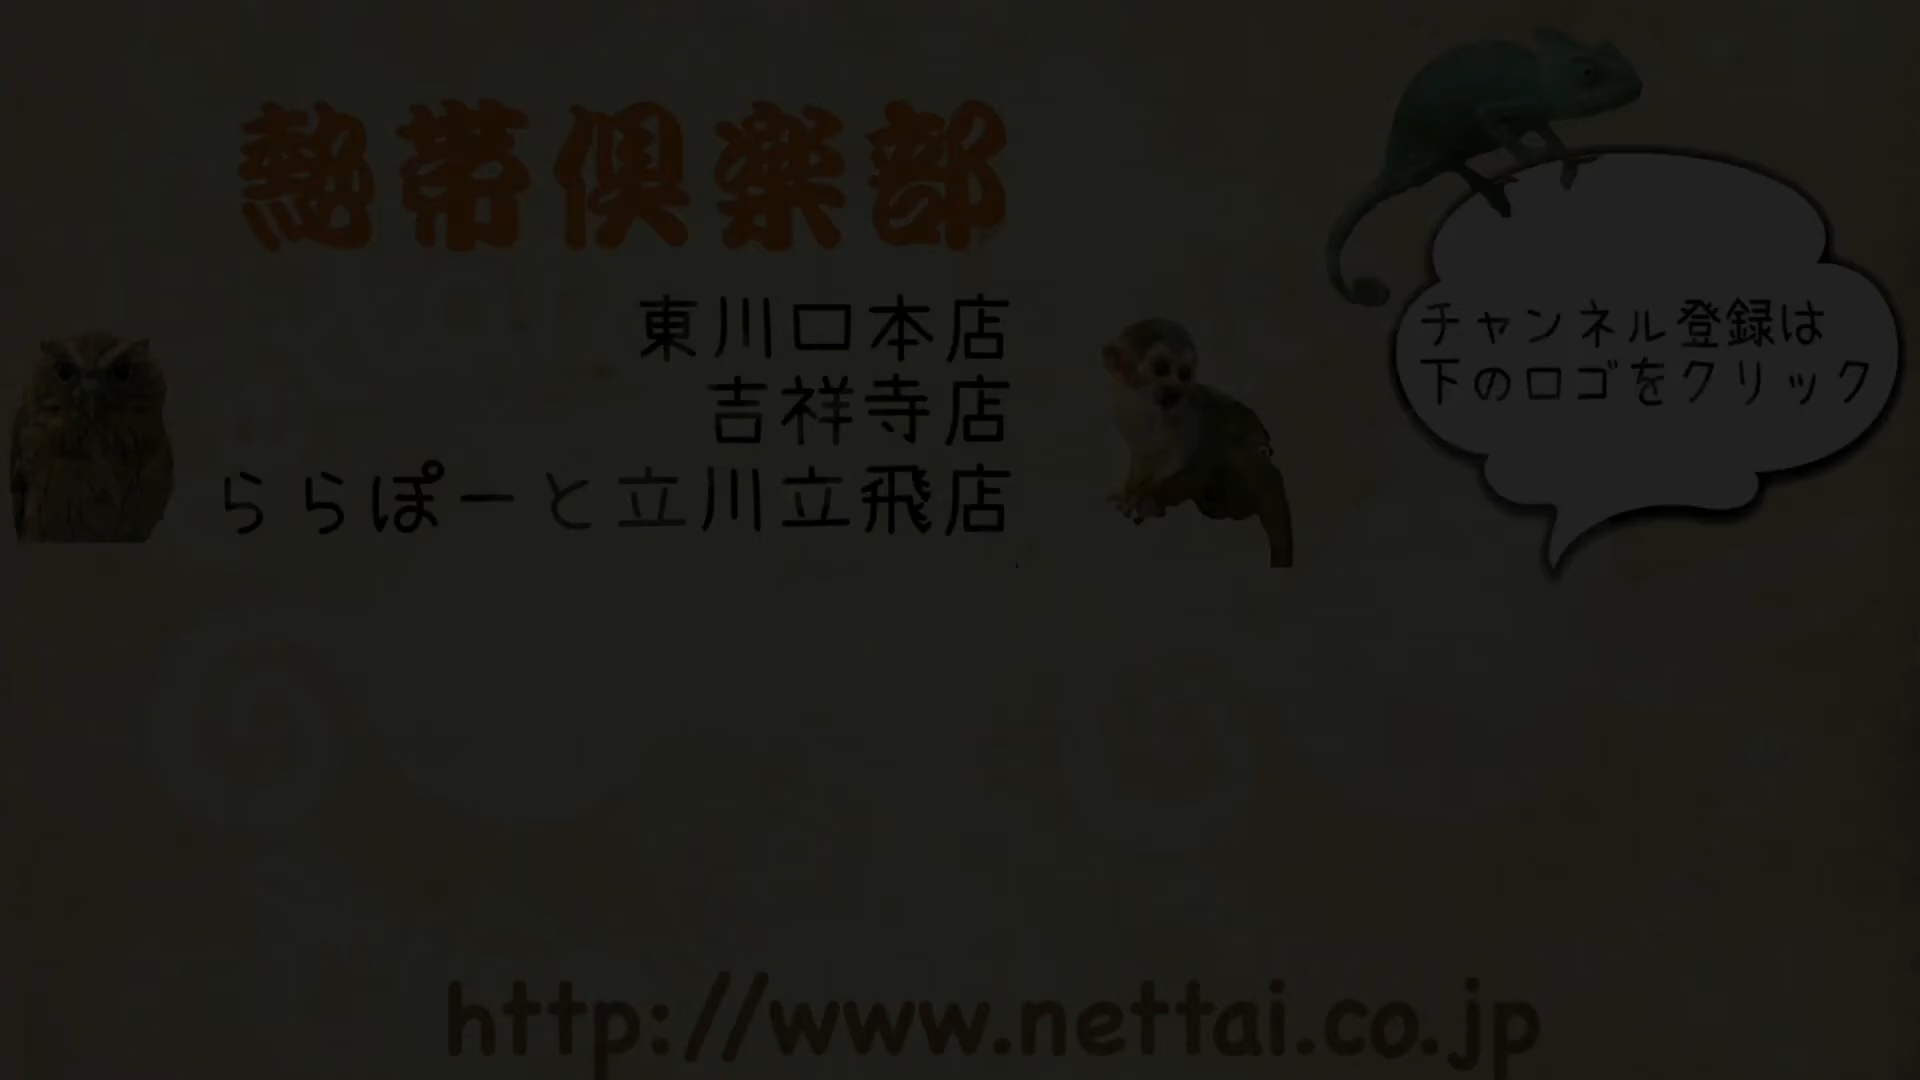 熱帯倶楽部
東川口本店
吉祥寺店
ららぽーと立川立飛店
チャンネル登録は
下のロゴをクリック
http://www.nettai.co.jp